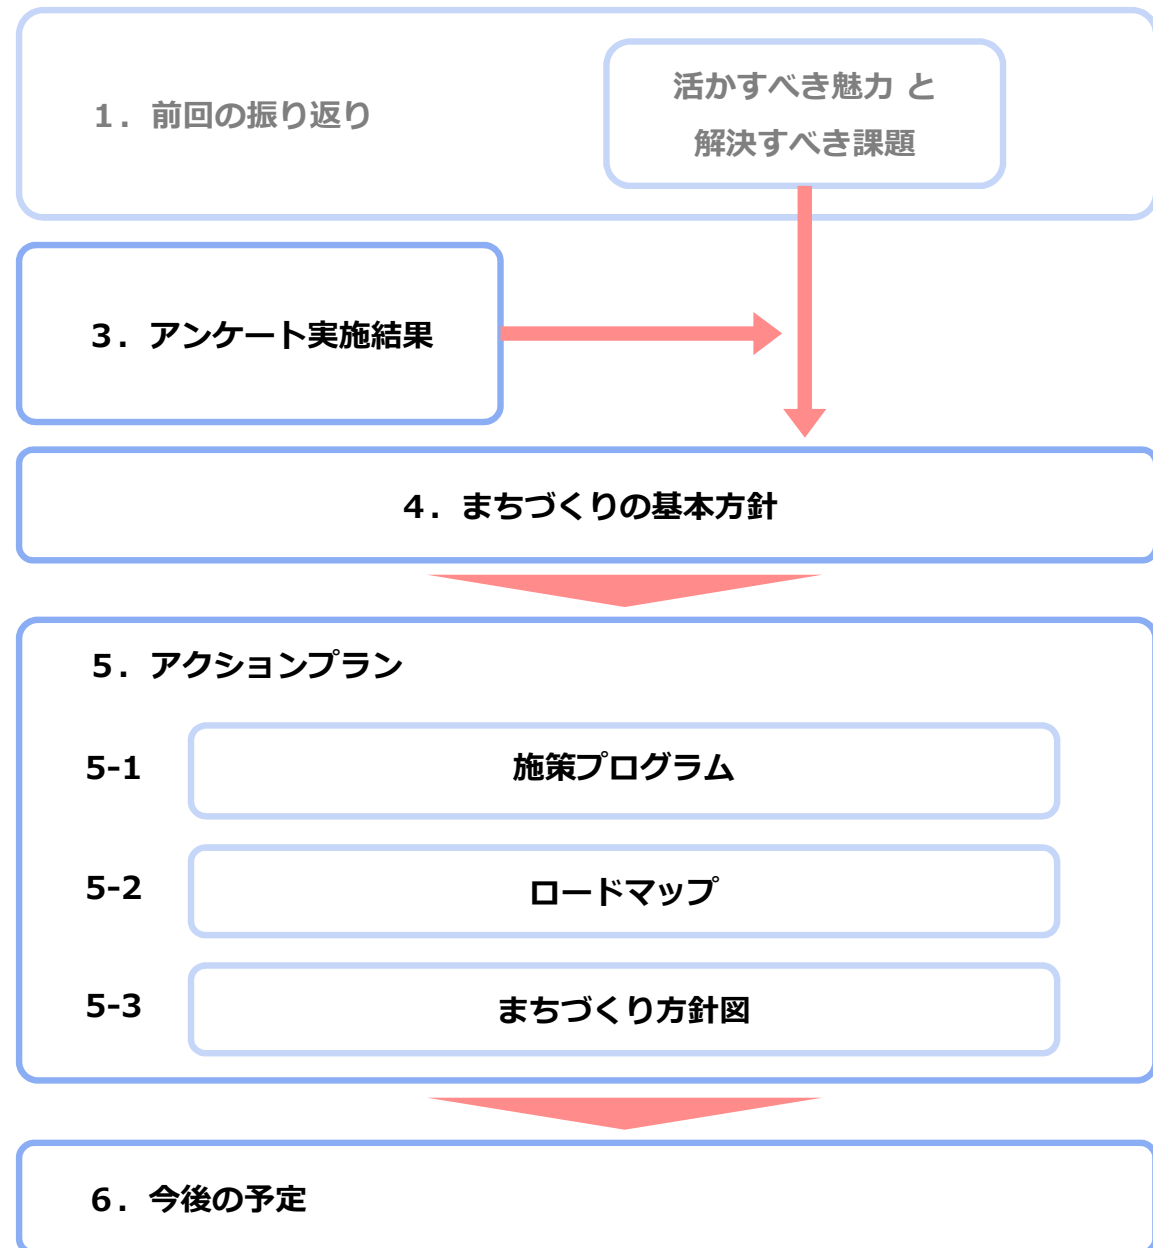 1．前回の振り返り
活かすべき魅力 と
解決すべき課題
3．アンケート実施結果
4．まちづくりの基本方針
5．アクションプラン
5-1
施策プログラム
5-2
ロードマップ
5-3
まちづくり方針図
6．今後の予定